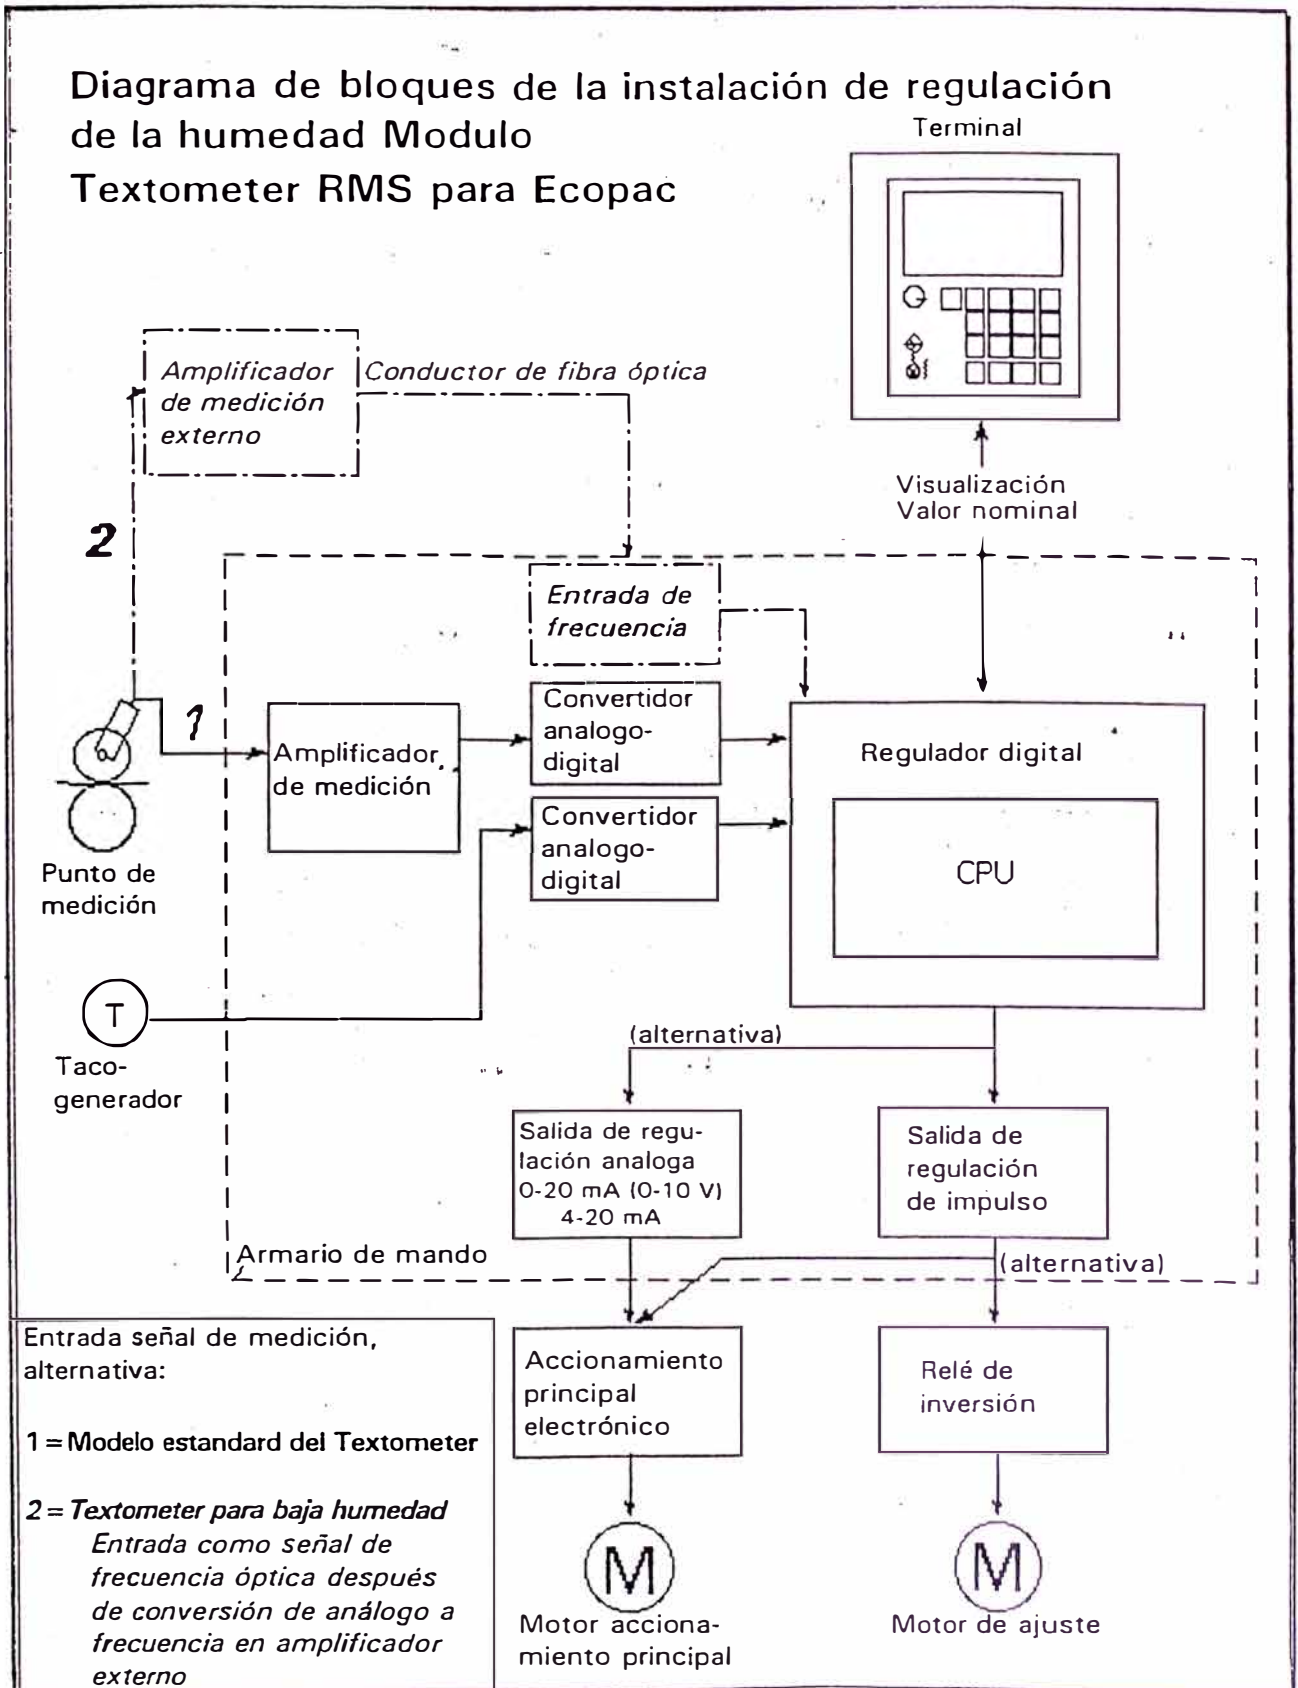 Diagrama de bloques de la instalación de regulación
de la humedad Modulo
Textometer RMS para Ecopac
Terminal
Amplificador
de medición
externo
Conductor de fibra óptica
Visualización
Valor nominal
2
Entrada de
frecuencia
1
Amplificador
de medición
Convertidor
analogo-
digital
Convertidor
analogo-
digital
Regulador digital
CPU
Punto de
medición
T
Taco-
generador
(alternativa)
Salida de regu-
lación analoga
0-20 mA (0-10 V)
4-20 mA
Salida de
regulación
de impulso
Armario de mando
(alternativa)
Accionamiento
principal
electrónico
Relé de
inversión
M
Motor acciona-
miento principal
M
Motor de ajuste
Entrada señal de medición,
alternativa:
1 = Modelo estandard del Textometer
2 = Textometer para baja humedad
Entrada como señal de
frecuencia óptica después
de conversión de análogo a
frecuencia en amplificador
externo